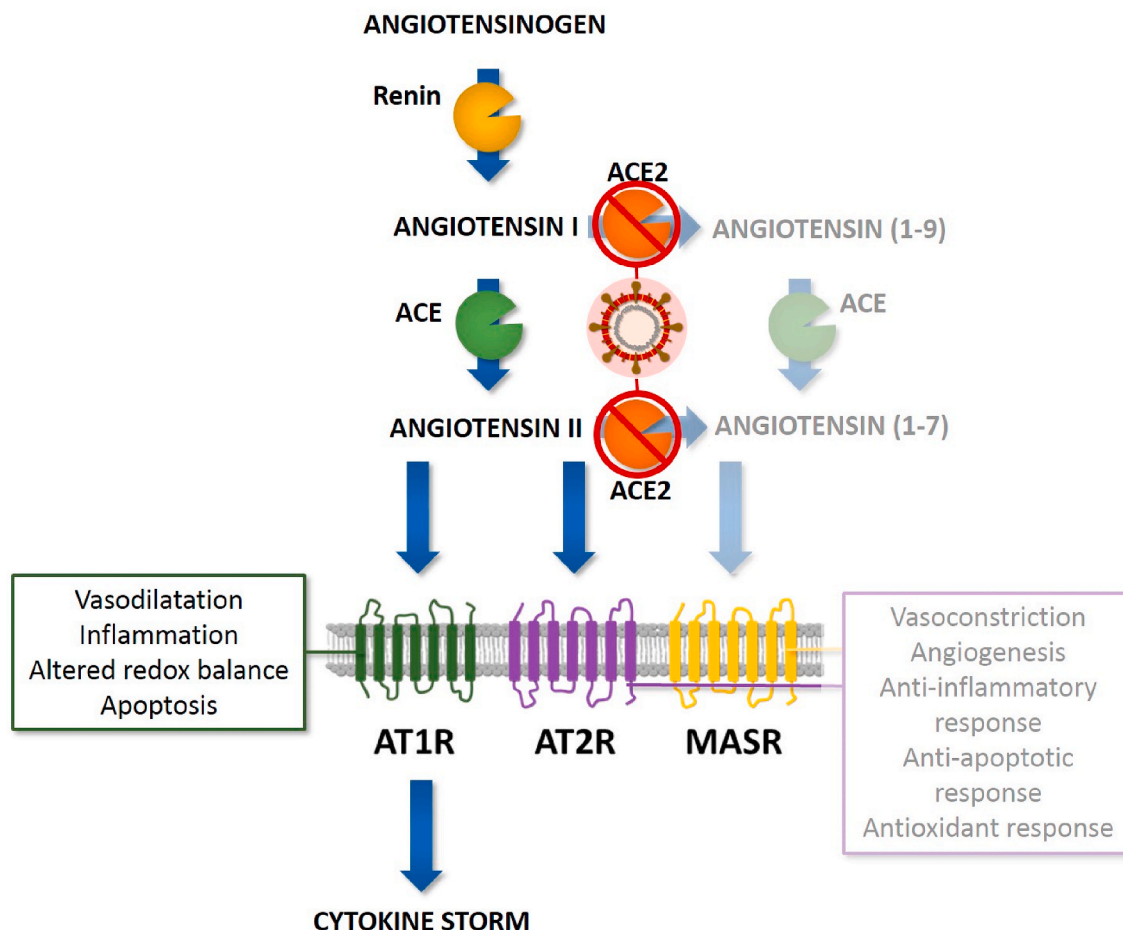 ANGIOTENSINOGEN
Renin
ACE2
ANGIOTENSIN I
ANGIOTENSIN (1-9)
ACE
ACE
ANGIOTENSIN II
ANGIOTENSIN (1-7)
ACE2
Vasodilatation
Inflammation
Altered redox balance
Apoptosis
Vasoconstriction
Angiogenesis
Anti-inflammatory
response
Anti-apoptotic
response
Antioxidant response
AT1R
AT2R
MASR
CYTOKINE STORM